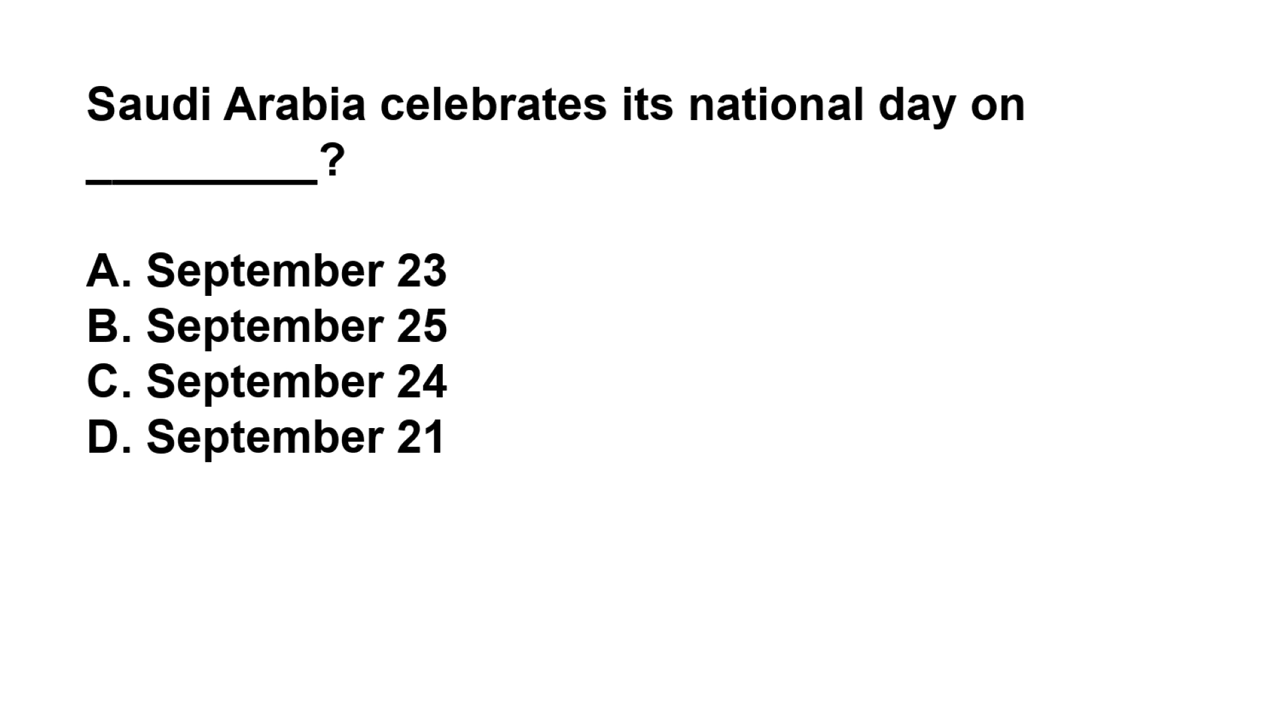 Saudi Arabia celebrates its national day on
_________?
A. September 23
B. September 25
C. September 24
D. September 21